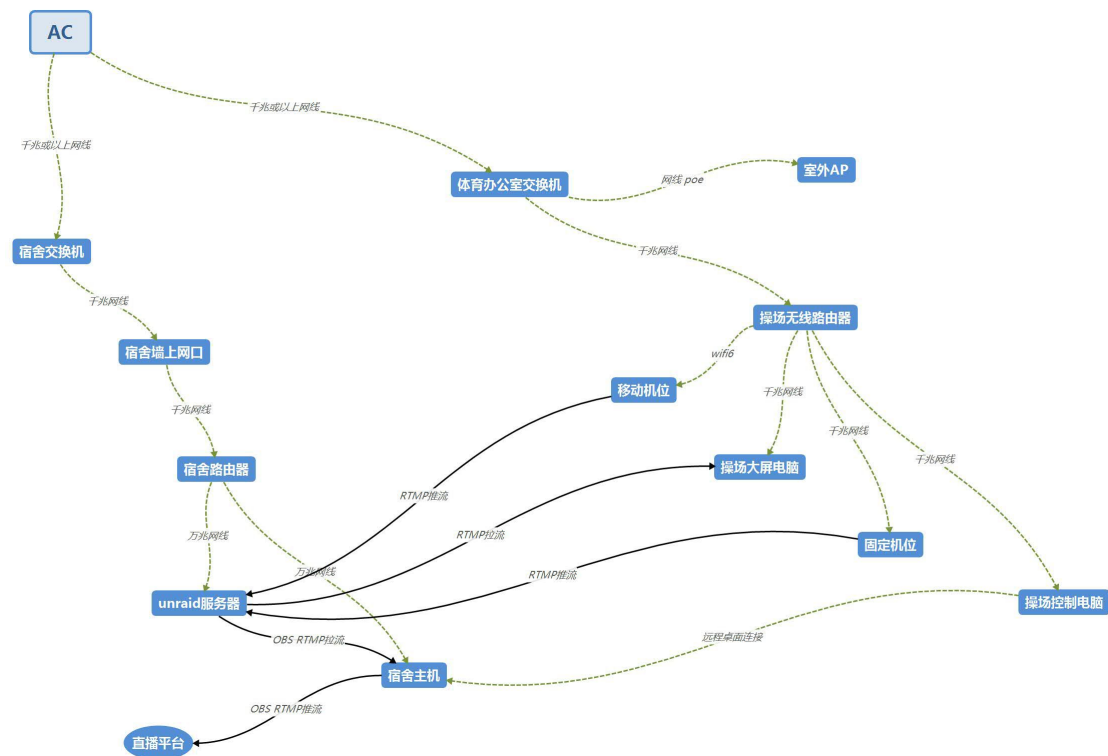 AC
千兆或以上网线
千兆或以上网线
室外AP
体育办公室交换机
网线 poe
宿舍交换机
千兆网线
千兆网线
操场无线路由器
宿舍墙上网口
wifi6
移动机位
千兆网线
千兆网线
千兆网线
千兆网线
宿舍路由器
操场大屏电脑
RTMP推流
RTMP拉流
万兆网线
固定机位
万兆网线
RTMP推流
unraid服务器
操场控制电脑
OBS RTMP拉流
远程桌面连接
宿舍主机
OBS RTMP推流
直播平台